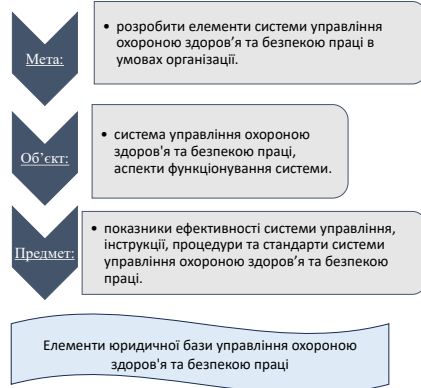 Мета:
• розробити елементи системи управління
охороною здоров’я та безпекою праці в
умовах організації.
Об’єкт:
• система управління охороною
здоров'я та безпекою праці,
аспекти функціонування системи.
Предмет:
• показники ефективності системи управління,
інструкції, процедури та стандарти системи
управління охороною здоров’я та безпекою
праці.
Елементи юридичної бази управління охороною
здоров'я та безпекою праці